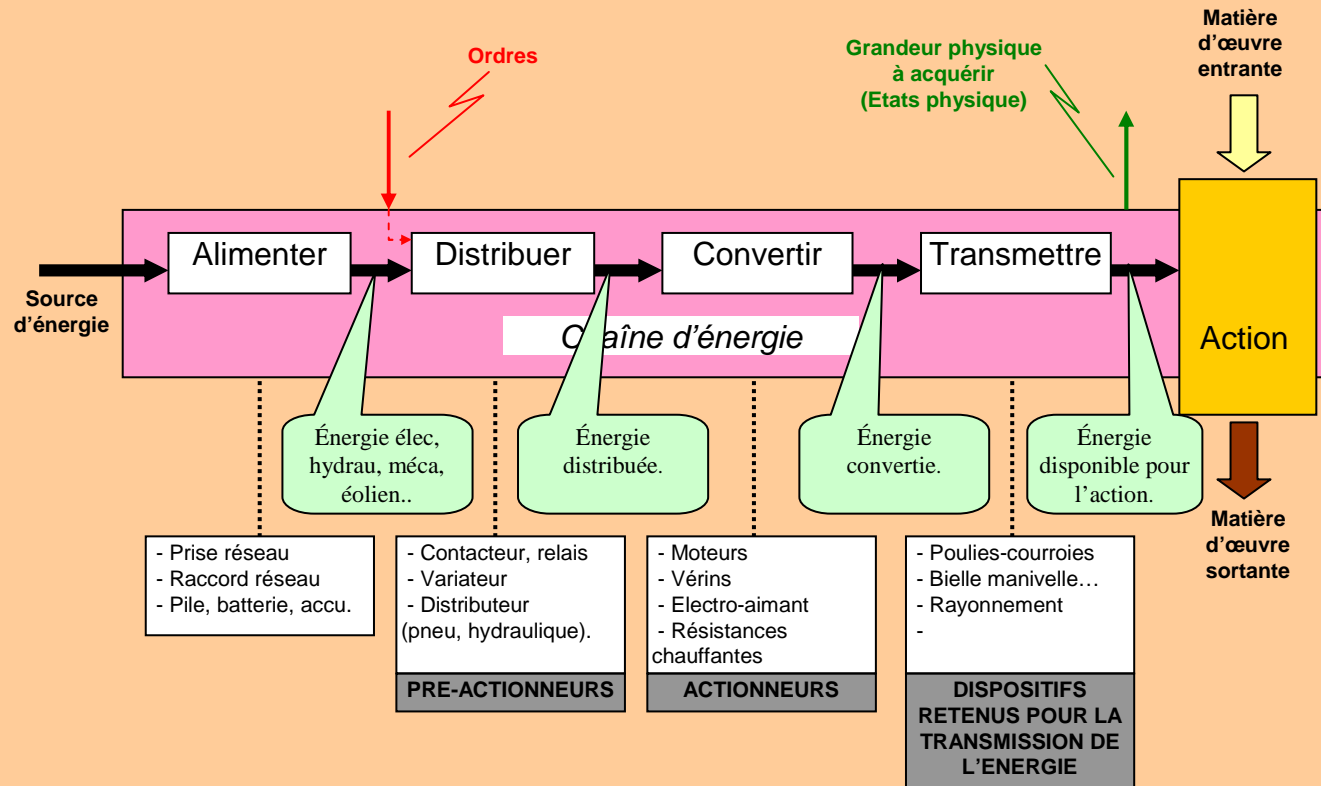 Matière
d'œuvre
entrante
Ordres
Grandeur physique
à acquérir
(Etats physique)
Alimenter
Distribuer
Convertir
Transmettre
Source
d'énergie
Chaîne d'énergie
Action
Énergie élec,
hydrau, méca,
éolien..
Énergie
distribuée.
Énergie
convertie.
Énergie
disponible pour
l'action.
Matière
d'œuvre
sortante
- Prise réseau
- Raccord réseau
- Pile, batterie, accu.
- Contacteur, relais
- Variateur
- Distributeur
(pneu, hydraulique).
PRE-ACTIONNEURS
- Moteurs
- Vérins
- Electro-aimant
- Résistances
chauffantes
ACTIONNEURS
- Poulies-courroies
- Bielle manivelle…
- Rayonnement
-
DISPOSITIFS
RETENUS POUR LA
TRANSMISSION DE
L'ENERGIE